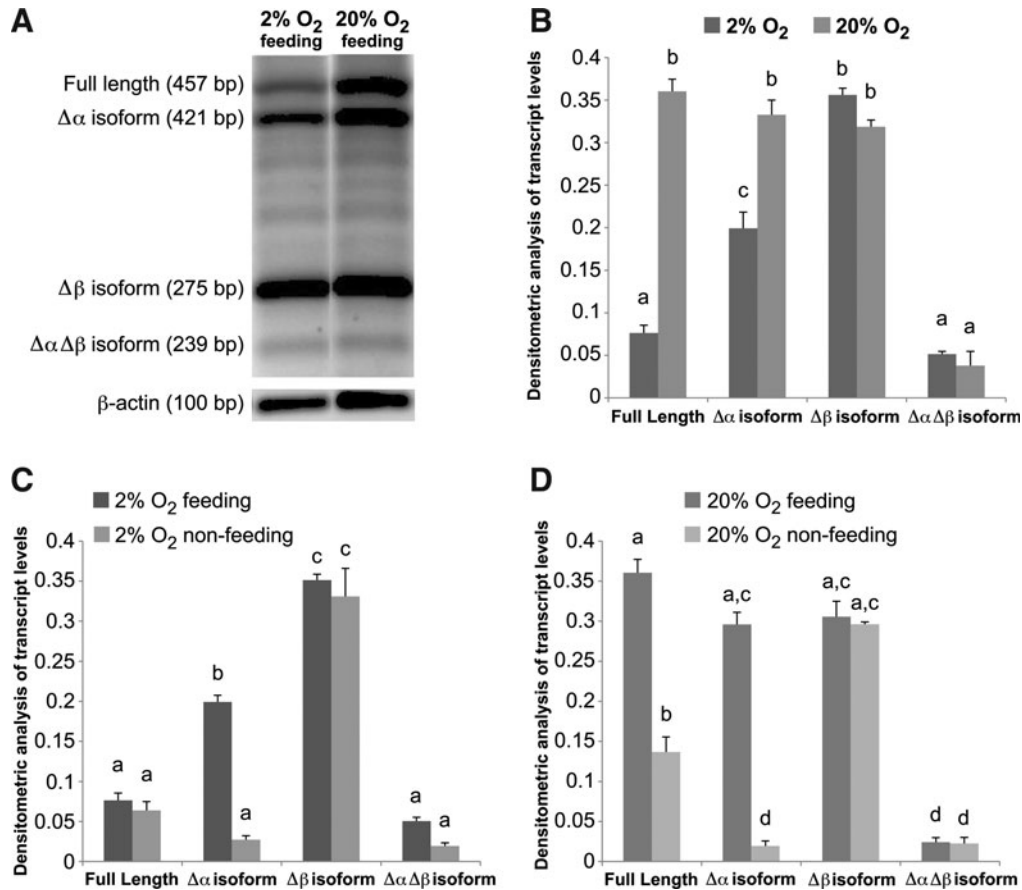 A
2% O2 feeding
20% O2 feeding
Full length (457 bp)
Δα isoform (421 bp)
Δβ isoform (275 bp)
ΔαΔβ isoform (239 bp)
β-actin (100 bp)
B
2% O2
20% O2
Densitometric analysis of transcript levels
0.4
0.35
0.3
0.25
0.2
0.15
0.1
0.05
0
a
b
c
b
b
b
a
a
Full Length
Δα isoform
Δβ isoform
ΔαΔβ isoform
C
2% O2 feeding
2% O2 non-feeding
Densitometric analysis of transcript levels
0.4
0.35
0.3
0.25
0.2
0.15
0.1
0.05
0
a
a
b
a
c
c
a
a
Full Length
Δα isoform
Δβ isoform
ΔαΔβ isoform
D
20% O2 feeding
20% O2 non-feeding
Densitometric analysis of transcript levels
0.4
0.35
0.3
0.25
0.2
0.15
0.1
0.05
0
a
b
a,c
d
a,c
a,c
d
d
Full Length
Δα isoform
Δβ isoform
ΔαΔβ isoform